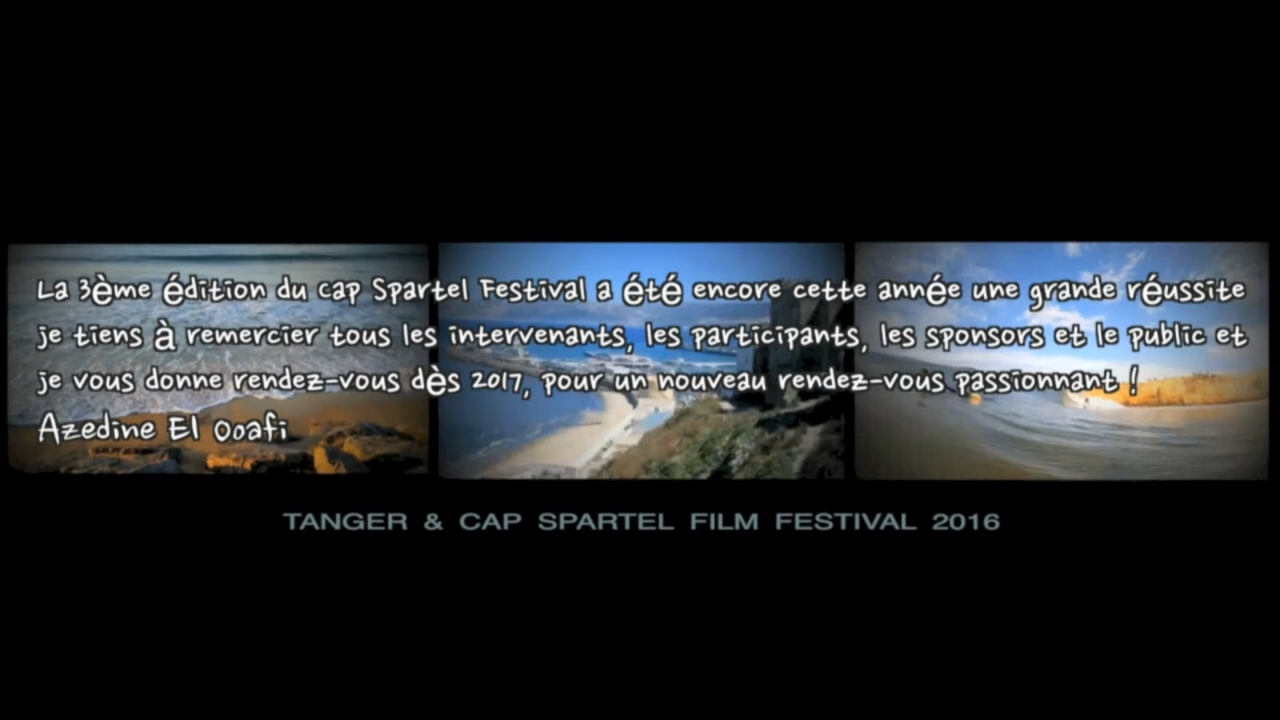 La 3ème édition du cap Spartel Festival a été encore cette année une grande réussite
je tiens à remercier tous les intervenants, les participants, les sponsors et le public et
je vous donne rendez-vous dès 2017, pour un nouveau rendez-vous passionnant !
Azedine El Ooafi
TANGER & CAP SPARTEL FILM FESTIVAL 2016